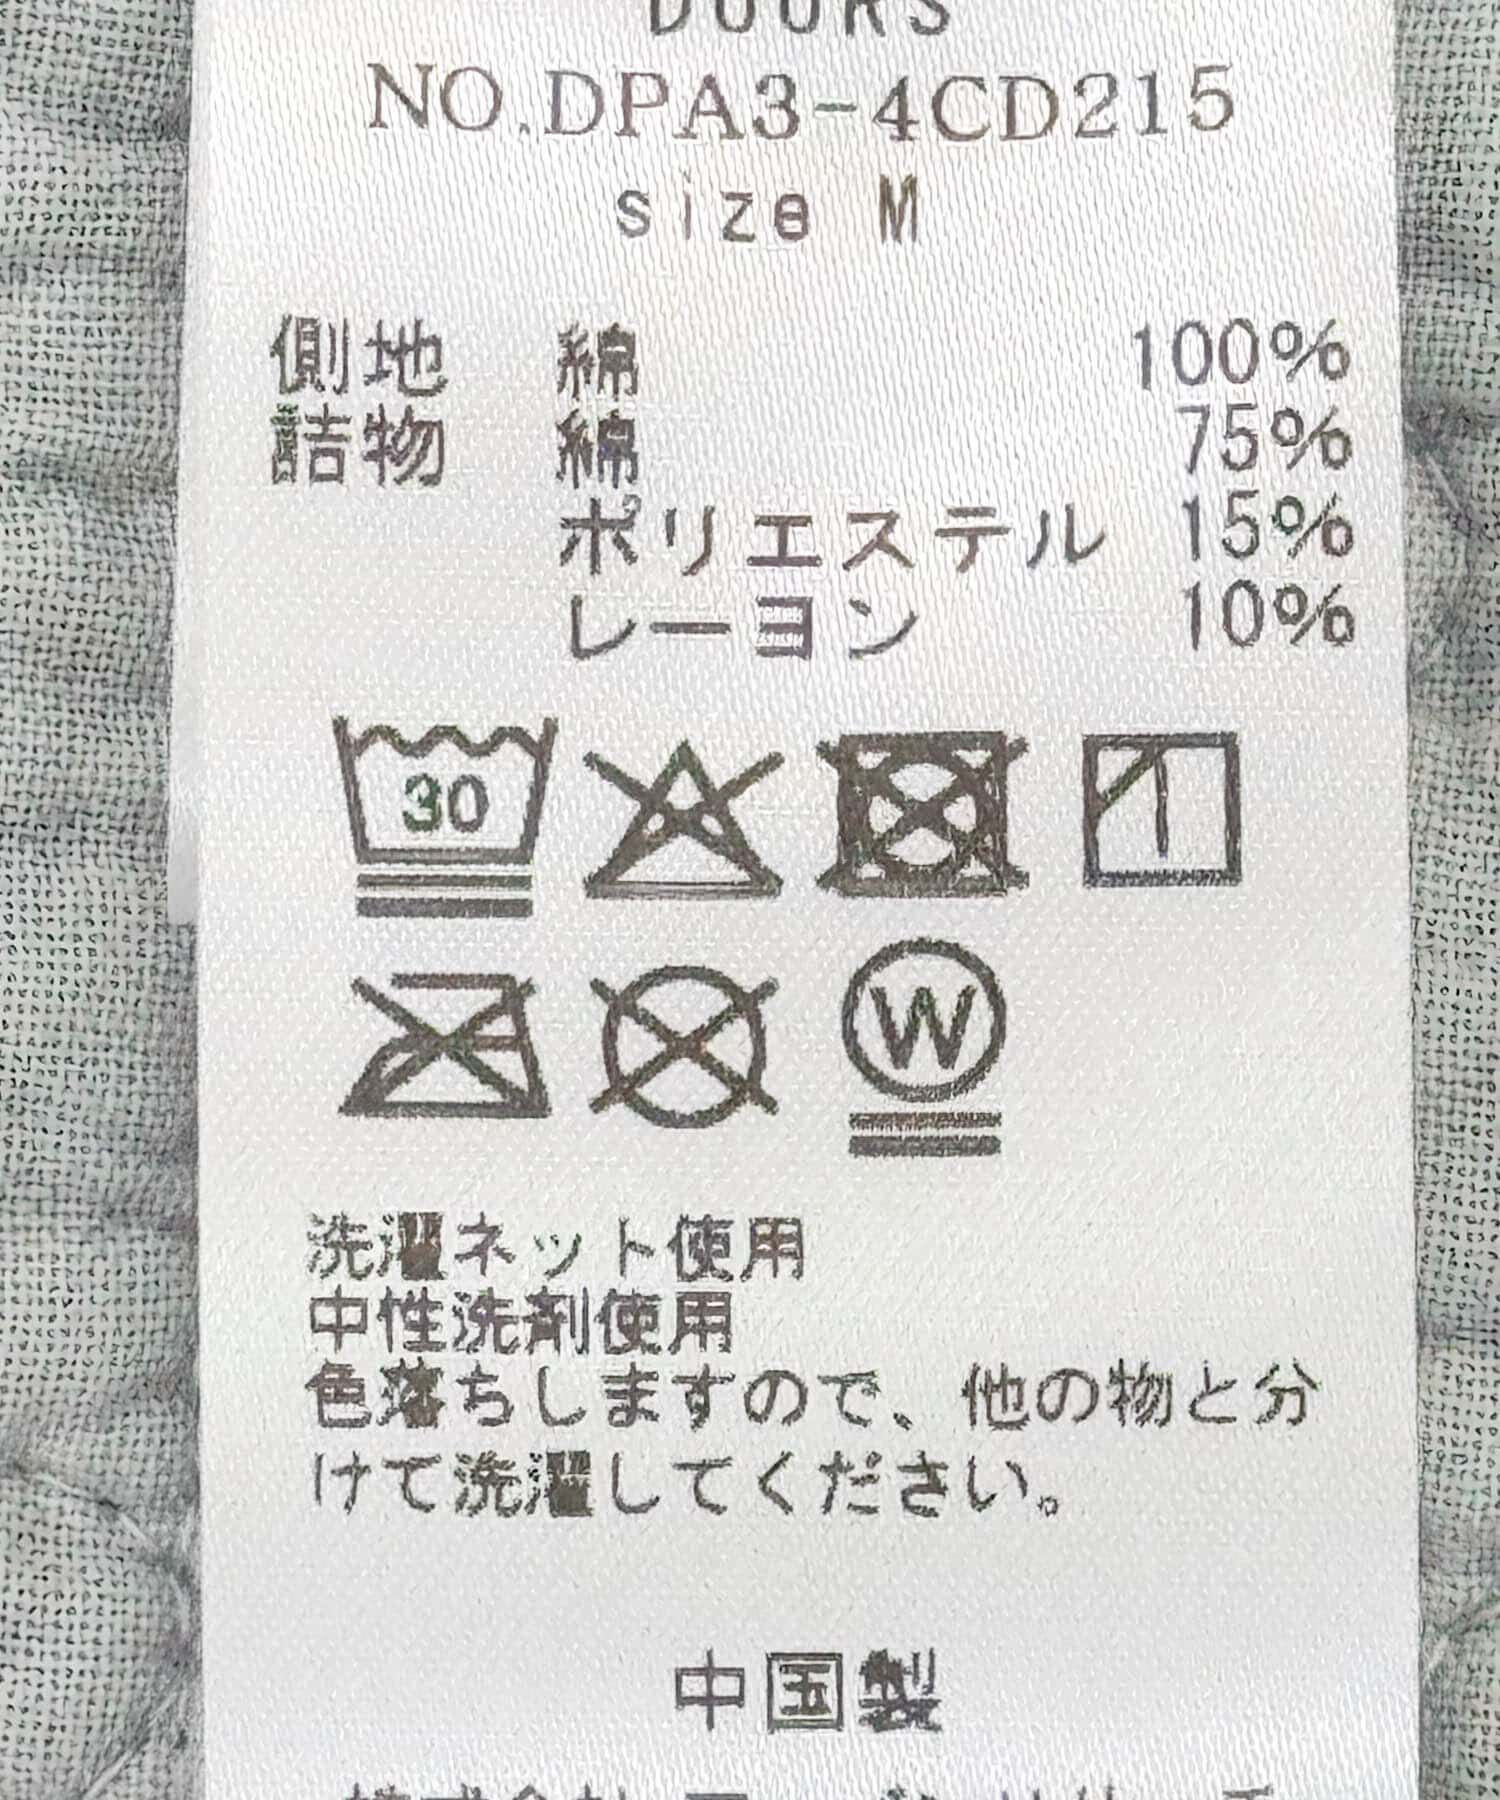 DOORS
NO.DPA3-4CD215
size M
側地 綿 100%
詰物 綿 75%
ポリエステル 15%
レーヨン 10%
30
W
洗濯ネット使用
中性洗剤使用
色落ちしますので、他の物と分
けて洗濯してください。
中国製